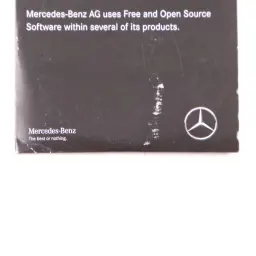 Mercedes-Benz AG uses Free and Open Source
Software within several of its products.
Mercedes-Benz
The best or nothing.